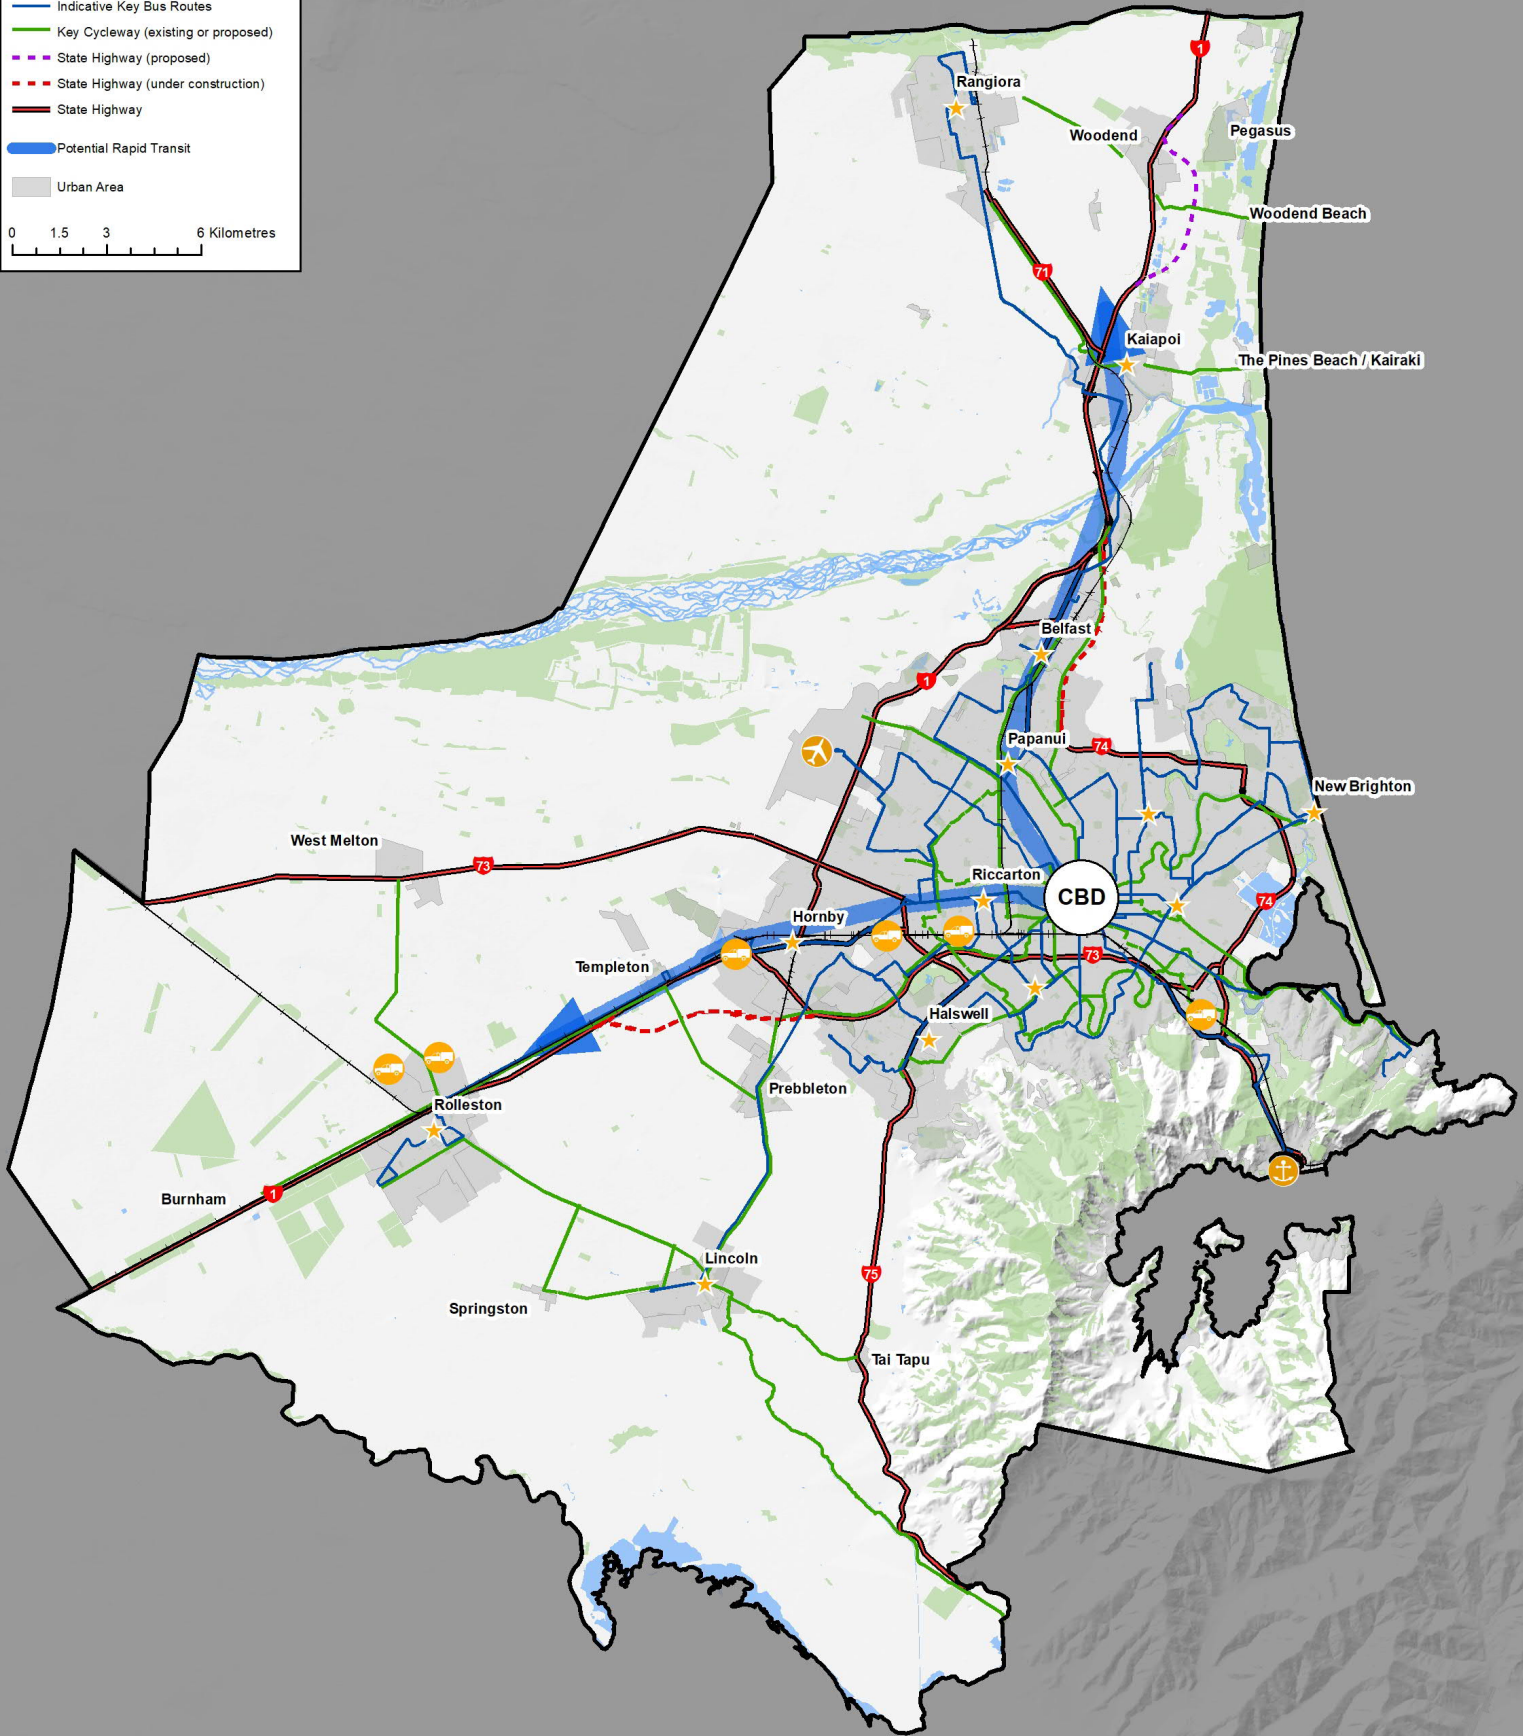 Indicative Key Bus Routes
Key Cycleway (existing or proposed)
State Highway (proposed)
State Highway (under construction)
State Highway
Potential Rapid Transit
Urban Area
0 1.5 3 6 Kilometres
1
Rangiora
Woodend
Pegasus
Woodend Beach
71
Kaiapoi
The Pines Beach / Kairaki
Belfast
1
Papanui
74
New Brighton
West Melton
73
Riccarton
CBD
74
Hornby
73
Templeton
Halswell
Prebbleton
Rolleston
Burnham
1
Lincoln
75
Springston
Tai Tapu